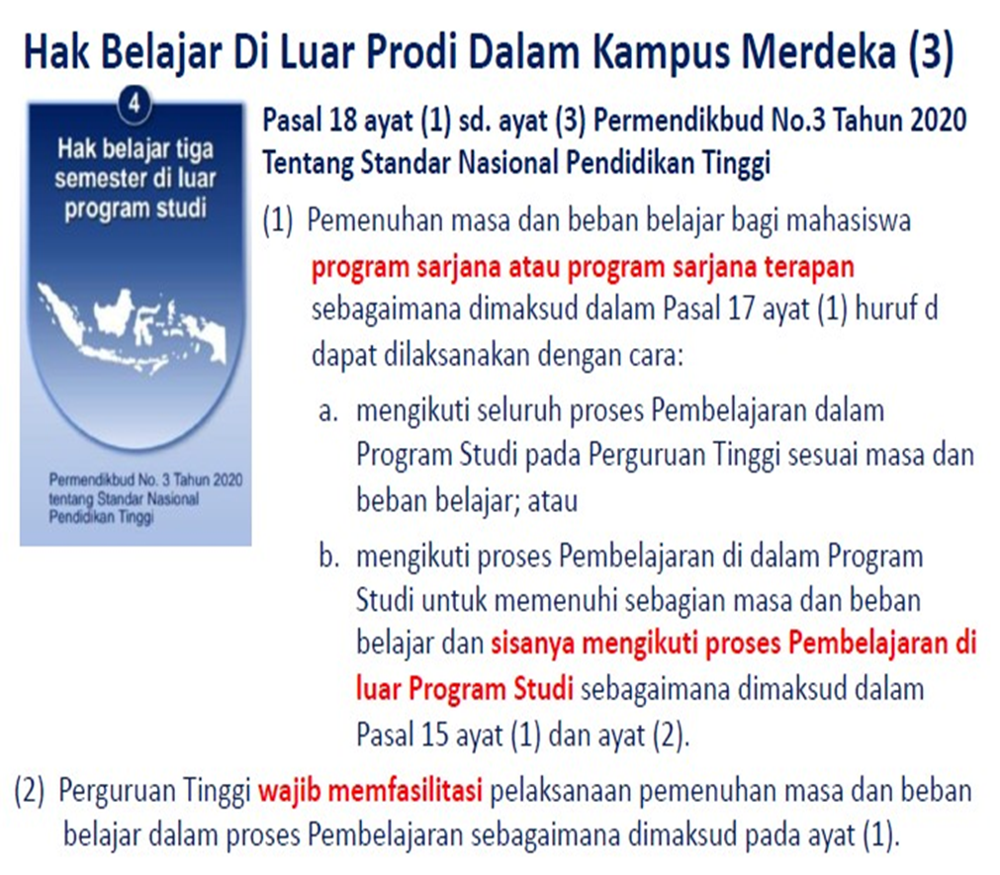 Hak Belajar Di Luar Prodi Dalam Kampus Merdeka (3)
4
Hak belajar tiga
semester di luar
program studi
Permendikbud No. 3 Tahun 2020
tentang Standar Nasional
Pendidikan Tinggi
Pasal 18 ayat (1) sd. ayat (3) Permendikbud No.3 Tahun 2020
Tentang Standar Nasional Pendidikan Tinggi
(1) Pemenuhan masa dan beban belajar bagi mahasiswa
program sarjana atau program sarjana terapan
sebagaimana dimaksud dalam Pasal 17 ayat (1) huruf d
dapat dilaksanakan dengan cara:
a. mengikuti seluruh proses Pembelajaran dalam
Program Studi pada Perguruan Tinggi sesuai masa dan
beban belajar; atau
b. mengikuti proses Pembelajaran di dalam Program
Studi untuk memenuhi sebagian masa dan beban
belajar dan sisanya mengikuti proses Pembelajaran di
luar Program Studi sebagaimana dimaksud dalam
Pasal 15 ayat (1) dan ayat (2).
(2) Perguruan Tinggi wajib memfasilitasi pelaksanaan pemenuhan masa dan beban
belajar dalam proses Pembelajaran sebagaimana dimaksud pada ayat (1).